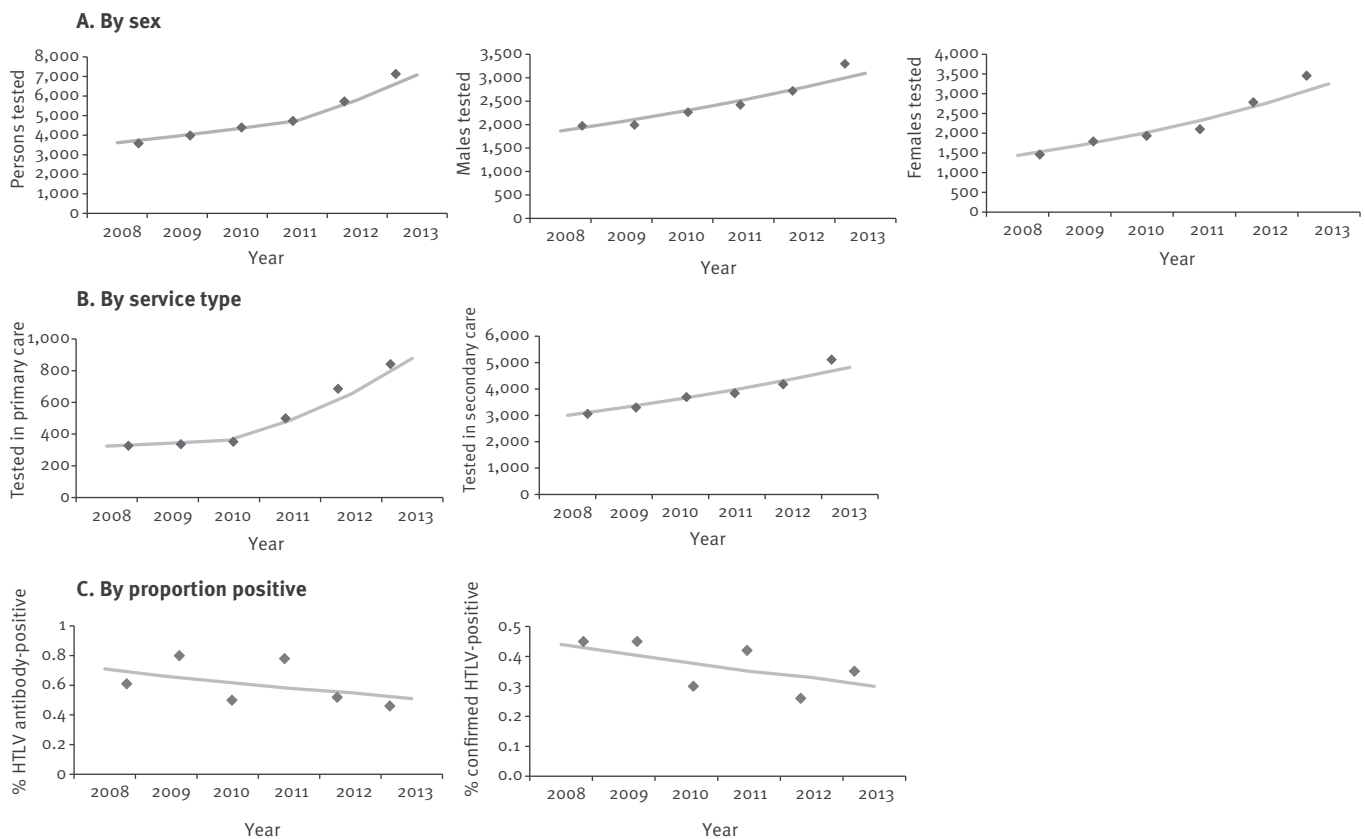 A. By sex
Persons tested
8,000
7,000
6,000
5,000
4,000
3,000
2,000
1,000
0
2008 2009 2010 2011 2012 2013
Year
Males tested
3,500
3,000
2,500
2,000
1,500
1,000
500
0
2008 2009 2010 2011 2012 2013
Year
Females tested
4,000
3,500
3,000
2,500
2,000
1,500
1,000
500
0
2008 2009 2010 2011 2012 2013
Year
B. By service type
Tested in primary care
1,000
800
600
400
200
0
2008 2009 2010 2011 2012 2013
Year
Tested in secondary care
6,000
5,000
4,000
3,000
2,000
1,000
0
2008 2009 2010 2011 2012 2013
Year
C. By proportion positive
% HTLV antibody-positive
1
0.8
0.6
0.4
0.2
0
2008 2009 2010 2011 2012 2013
Year
% confirmed HTLV-positive
0.5
0.4
0.3
0.2
0.1
0.0
2008 2009 2010 2011 2012 2013
Year